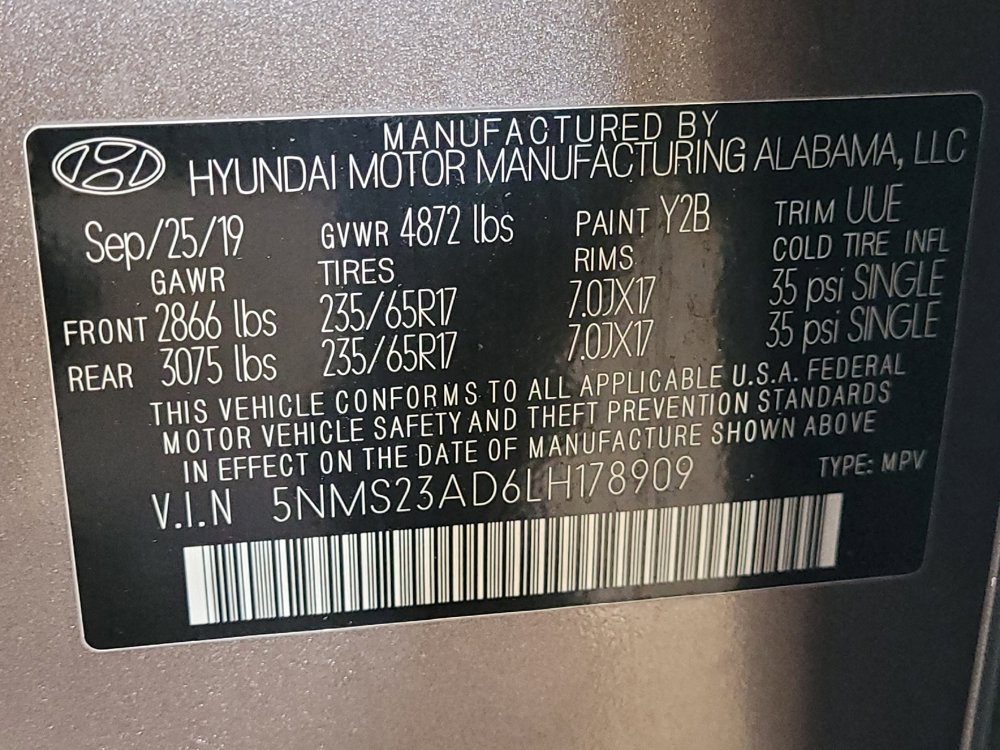 MANUFACTURED BY
HYUNDAI MOTOR MANUFACTURING ALABAMA, LLC
Sep/25/19 GVWR 4872 lbs PAINT Y2B TRIM UUE
GAWR TIRES RIMS COLD TIRE INFL
FRONT 2866 lbs 235/65R17 7.0JX17 35 psi SINGLE
REAR 3075 lbs 235/65R17 7.0JX17 35 psi SINGLE
THIS VEHICLE CONFORMS TO ALL APPLICABLE U.S.A. FEDERAL
MOTOR VEHICLE SAFETY AND THEFT PREVENTION STANDARDS
IN EFFECT ON THE DATE OF MANUFACTURE SHOWN ABOVE
V.I.N 5NMS23AD6LH178909 TYPE: MPV